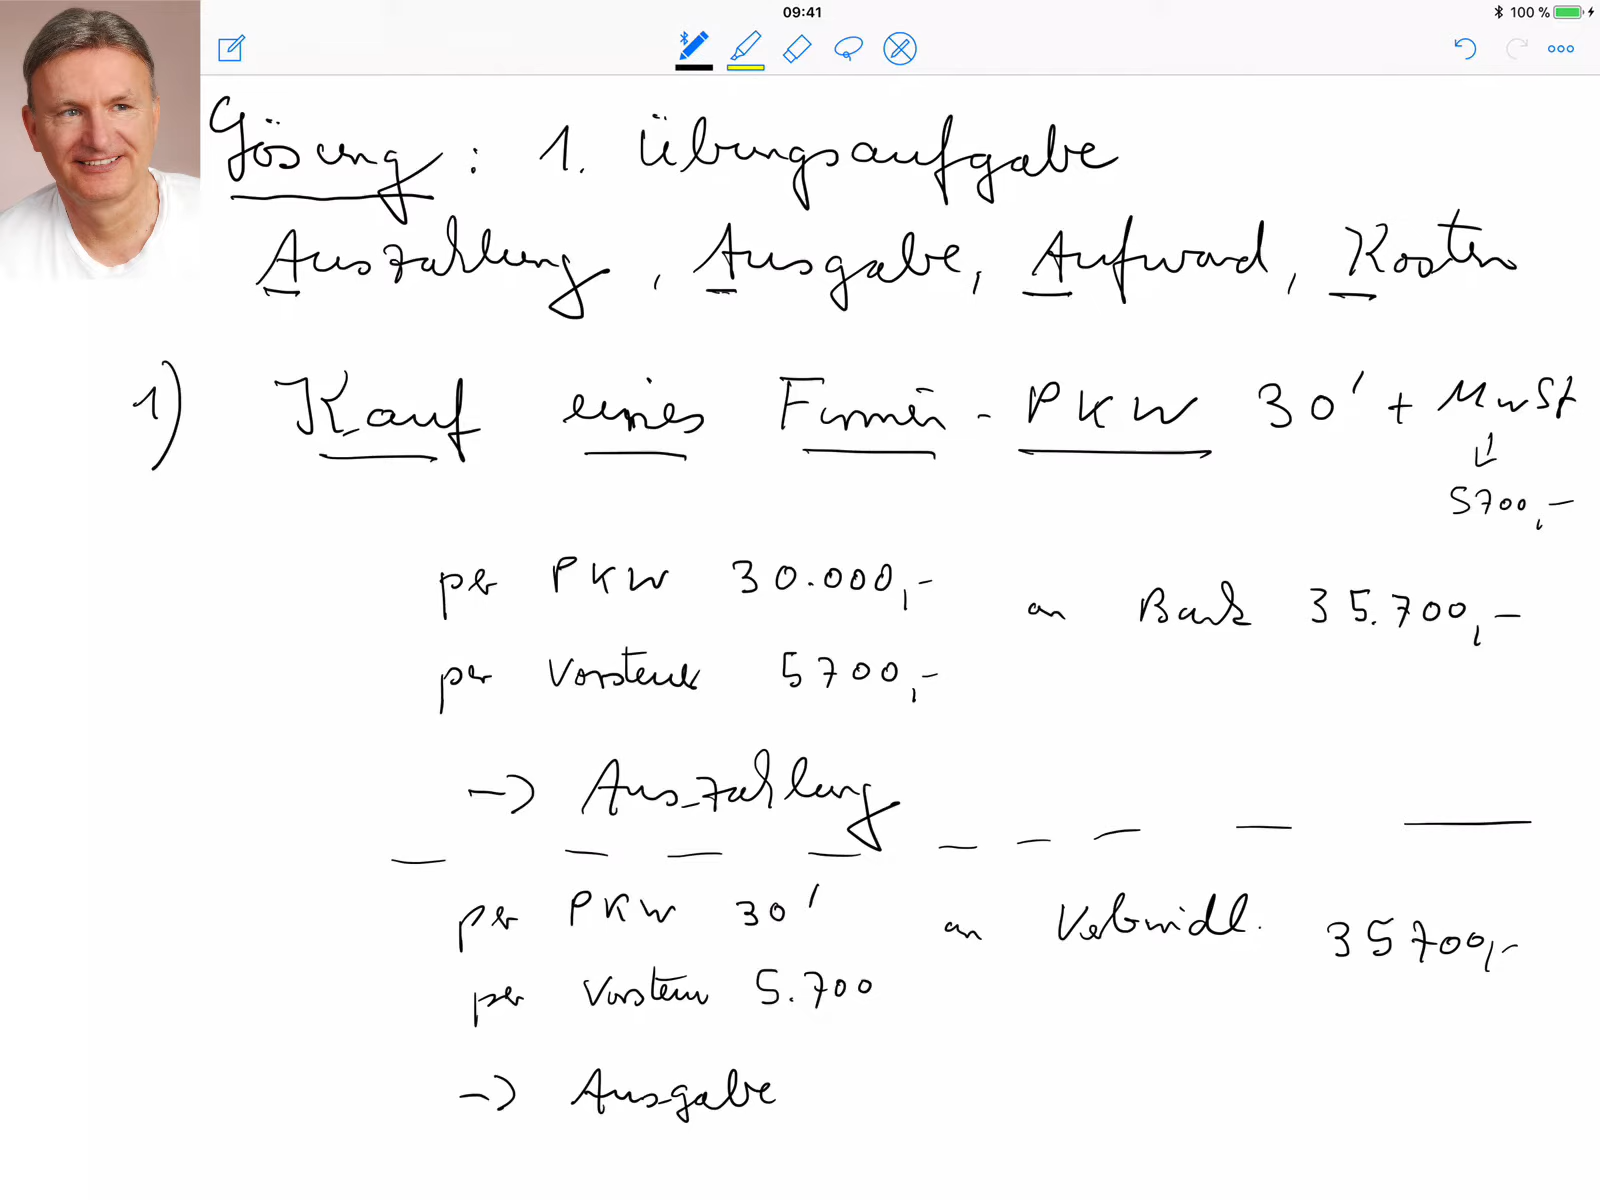 09:41
100 %
Lösung : 1. Übungsaufgabe
Auszahlung, Ausgabe, Aufwand, Kosten
1) Kauf eines Firmen - PKW 30' + MwSt
5700,-
per PKW 30.000,- an Bank 35.700,-
per Vorsteuer 5700,-
-> Auszahlung
per PKW 30' an Verbindl. 35700,-
per Vorsteuer 5.700
-> Ausgabe